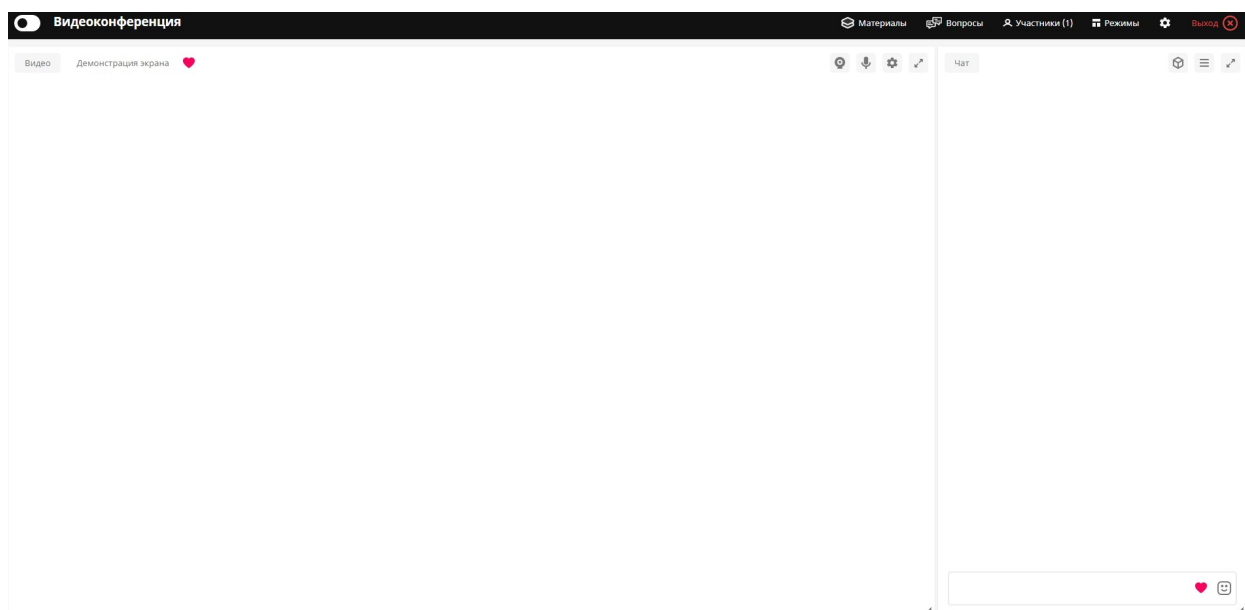 Видеоконференция
Материалы Вопросы Участники (1) Режимы Выход
Видео Демонстрация экрана
Чат